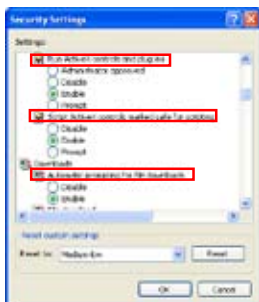 Security Settings
Settings:
Run ActiveX controls and plug-ins
Administrator approved
Disable
Enable
Prompt
Script ActiveX controls marked safe for scripting
Disable
Enable
Prompt
Downloads
Automatic prompting for file downloads
Disable
Enable
Reset custom settings
Reset to: Medium-low Reset
OK Cancel